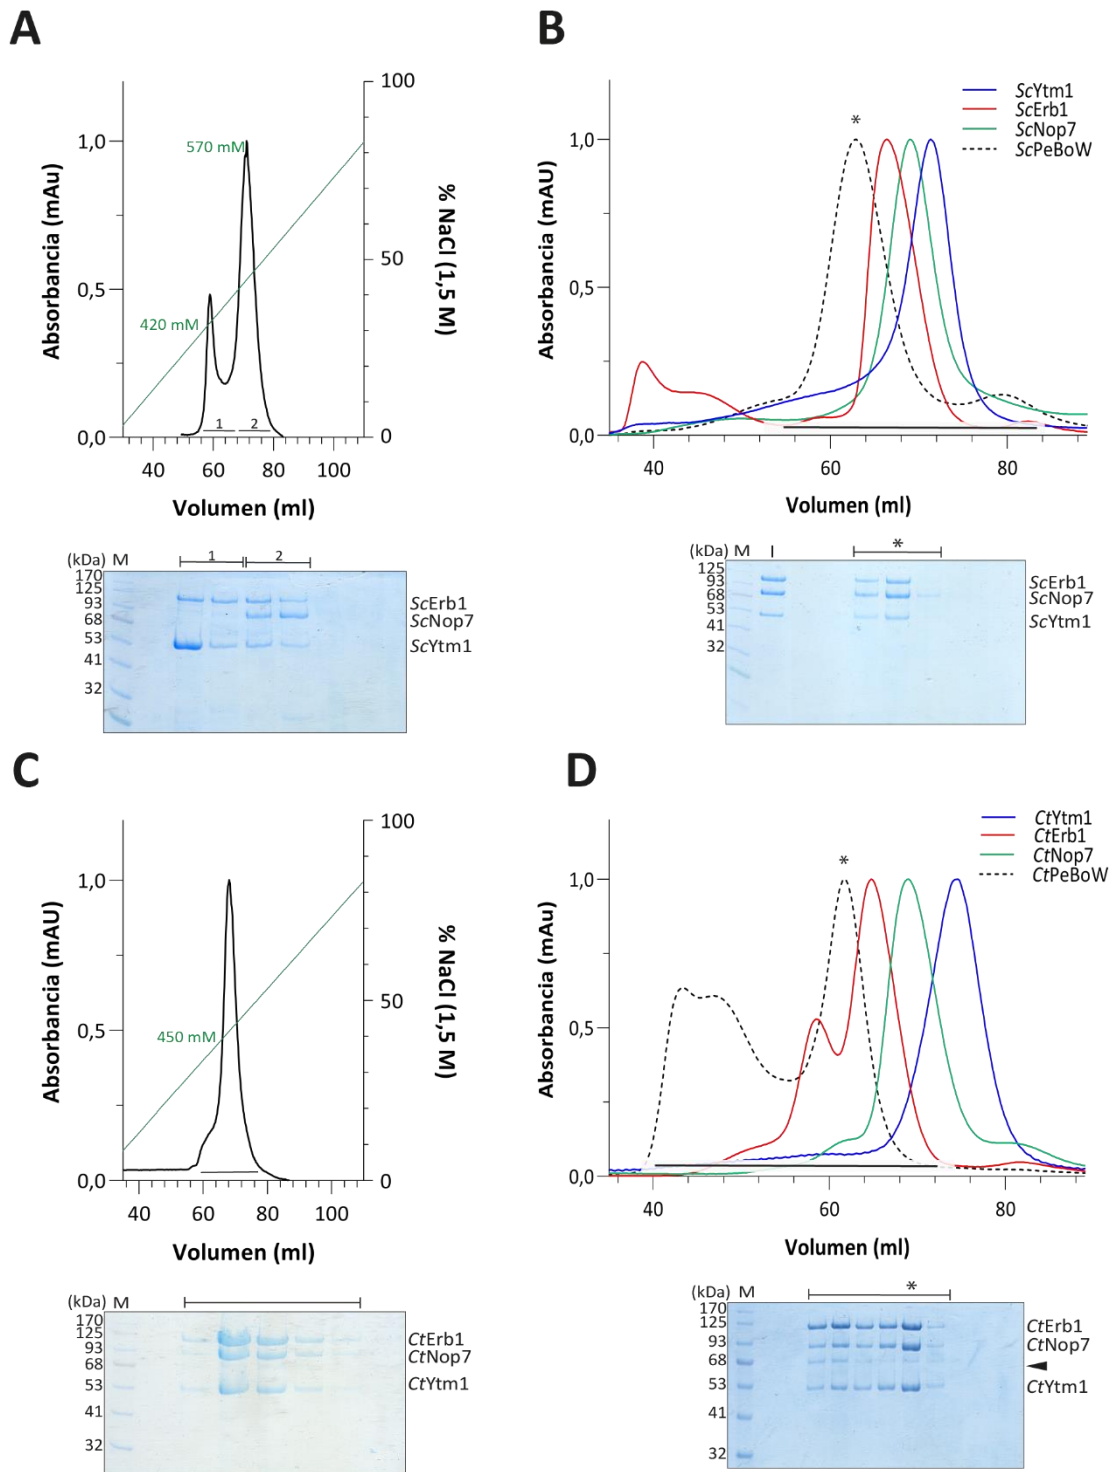 A
100
1,0
570 mM
Absorbancia (mAu)
% NaCl (1,5 M)
50
0,5
420 mM
1 2
0,0
0
40 60 80 100
Volumen (ml)
(kDa) M 1 2
170
125
93
68
53
41
32
ScErb1
ScNop7
ScYtm1
B
ScYtm1
ScErb1
ScNop7
ScPeBoW
*
1,0
Absorbancia (mAU)
0,5
0,0
40 60 80
Volumen (ml)
(kDa) M I *
125
93
68
53
41
32
ScErb1
ScNop7
ScYtm1
C
100
1,0
Absorbancia (mAU)
% NaCl (1,5 M)
50
0,5
450 mM
0,0
0
40 60 80 100
Volumen (ml)
(kDa) M
170
125
93
68
53
41
32
CtErb1
CtNop7
CtYtm1
D
CtYtm1
CtErb1
CtNop7
CtPeBoW
*
1,0
Absorbancia (mAu)
0,5
0,0
40 60 80
Volumen (ml)
(kDa) M *
170
125
93
68
53
41
32
CtErb1
CtNop7
CtYtm1